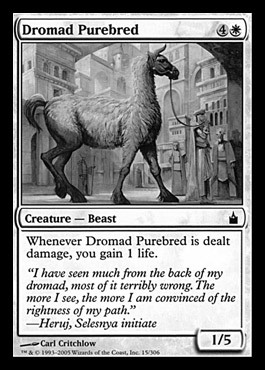 Dromad Purebred 4
Creature — Beast
Whenever Dromad Purebred is dealt
damage, you gain 1 life.
“I have seen much from the back of my
dromad, most of it terribly wrong. The
more I see, the more I am convinced of the
rightness of my path.”
—Heruj, Selesnya initiate
Carl Critchlow
™ & © 1993–2005 Wizards of the Coast, Inc. 15/306
1/5